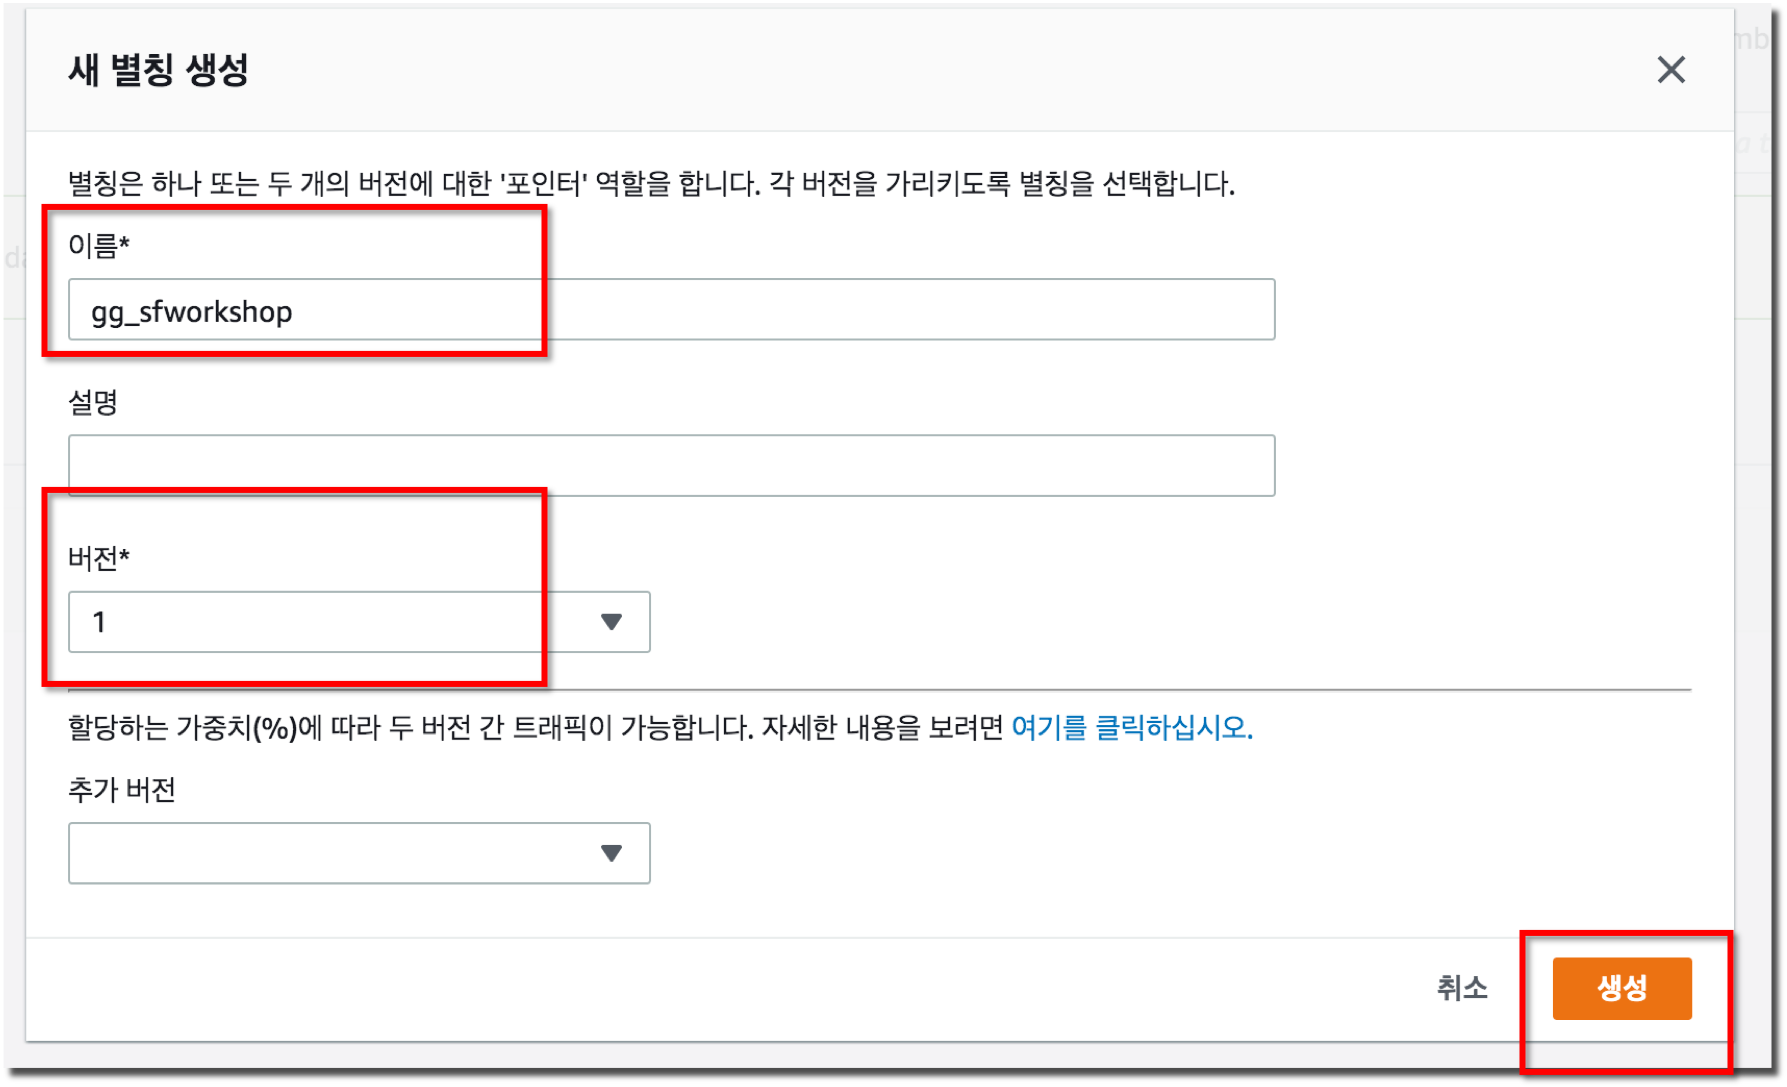 새 별칭 생성
별칭은 하나 또는 두 개의 버전에 대한 '포인터' 역할을 합니다. 각 버전을 가리키도록 별칭을 선택합니다.
이름*
gg_sfworkshop
설명
버전*
1
할당하는 가중치(%)에 따라 두 버전 간 트래픽이 가능합니다. 자세한 내용을 보려면 여기를 클릭하십시오.
추가 버전
취소
생성